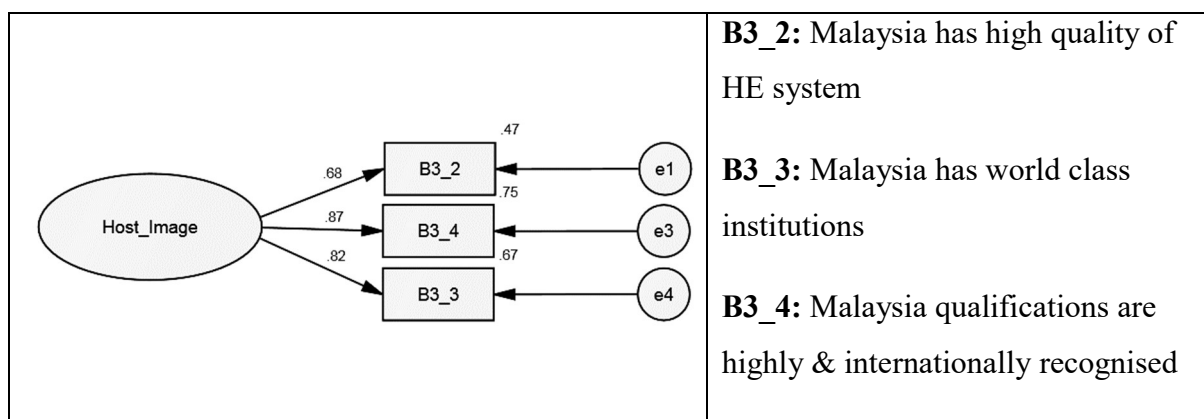 .47
.68
B3_2
e1
.75
Host_Image
.87
B3_4
e3
.67
.82
B3_3
e4
B3_2: Malaysia has high quality of
HE system
B3_3: Malaysia has world class
institutions
B3_4: Malaysia qualifications are
highly & internationally recognised